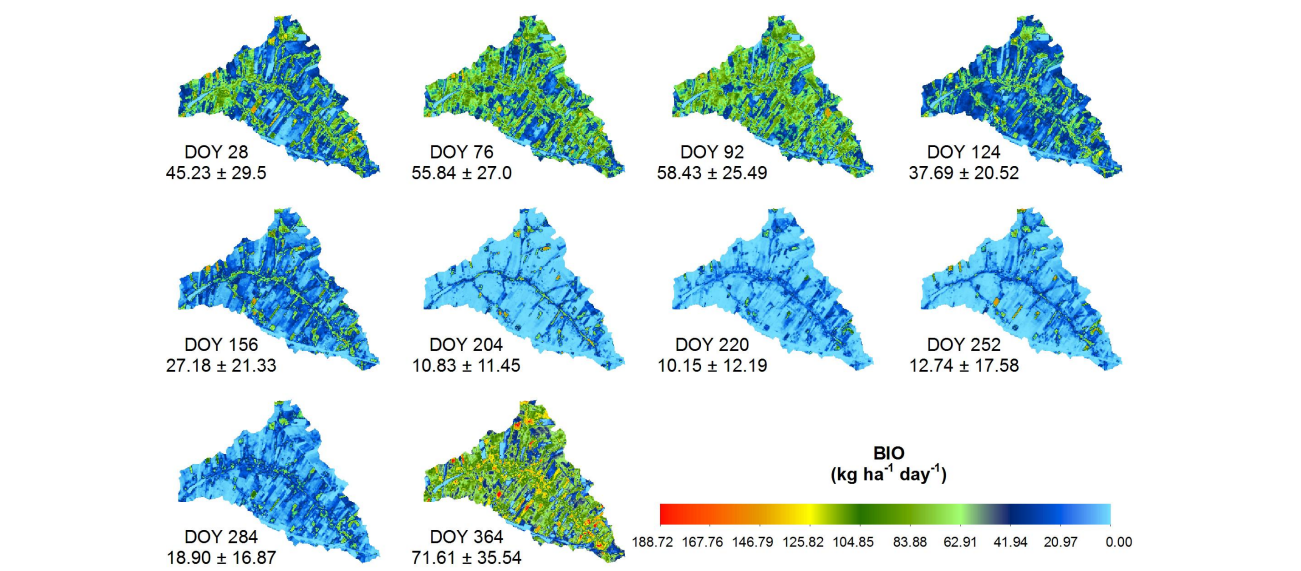 DOY 28
45.23 ± 29.5
DOY 76
55.84 ± 27.0
DOY 92
58.43 ± 25.49
DOY 124
37.69 ± 20.52
DOY 156
27.18 ± 21.33
DOY 204
10.83 ± 11.45
DOY 220
10.15 ± 12.19
DOY 252
12.74 ± 17.58
DOY 284
18.90 ± 16.87
DOY 364
71.61 ± 35.54
BIO
(kg ha⁻¹ day⁻¹)
188.72 167.76 146.79 125.82 104.85 83.88 62.91 41.94 20.97 0.00